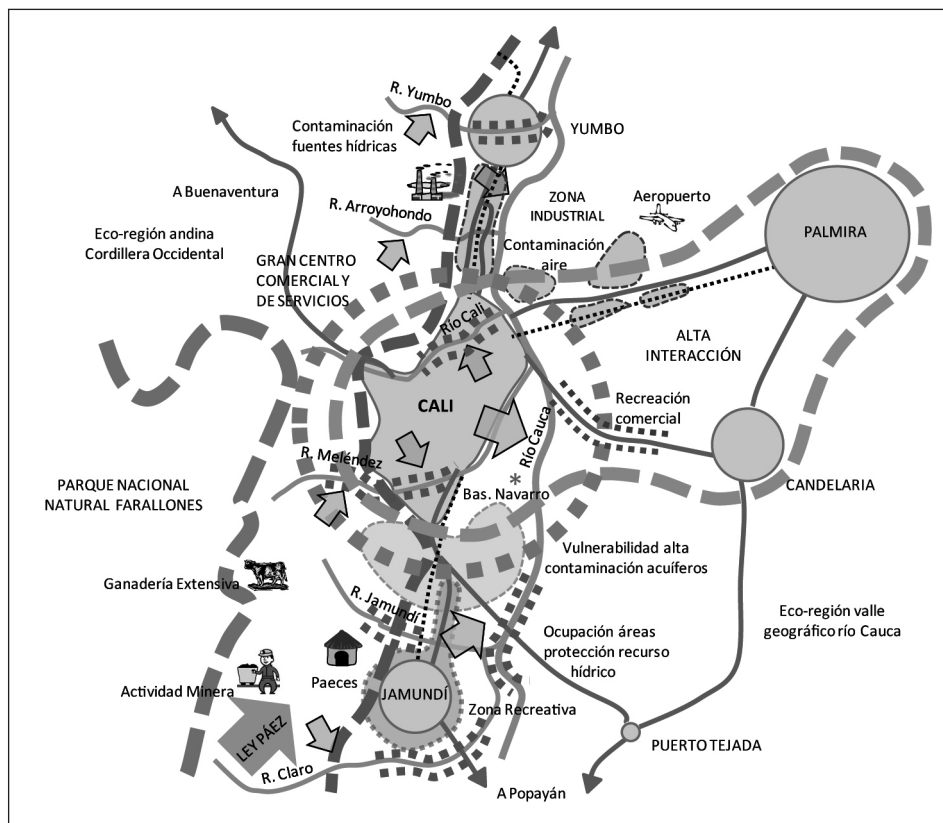 R. Yumbo
YUMBO
Contaminación
fuentes hídricas
A Buenaventura
R. Arroyohondo
ZONA
INDUSTRIAL
Aeropuerto
PALMIRA
Eco-región andina
Cordillera Occidental
GRAN CENTRO
COMERCIAL Y
DE SERVICIOS
Contaminación
aire
Río Cali
ALTA
INTERACCIÓN
CALI
Recreación
comercial
Río Cauca
R. Meléndez
PARQUE NACIONAL
NATURAL FARALLONES
Bas. Navarro
CANDELARIA
Vulnerabilidad alta
contaminación acuíferos
Ganadería Extensiva
R. Jamundí
Eco-región valle
geográfico río Cauca
Ocupación áreas
protección recurso
hídrico
Paeces
Actividad Minera
JAMUNDÍ
Zona Recreativa
LEY PÁEZ
PUERTO TEJADA
R. Claro
A Popayán